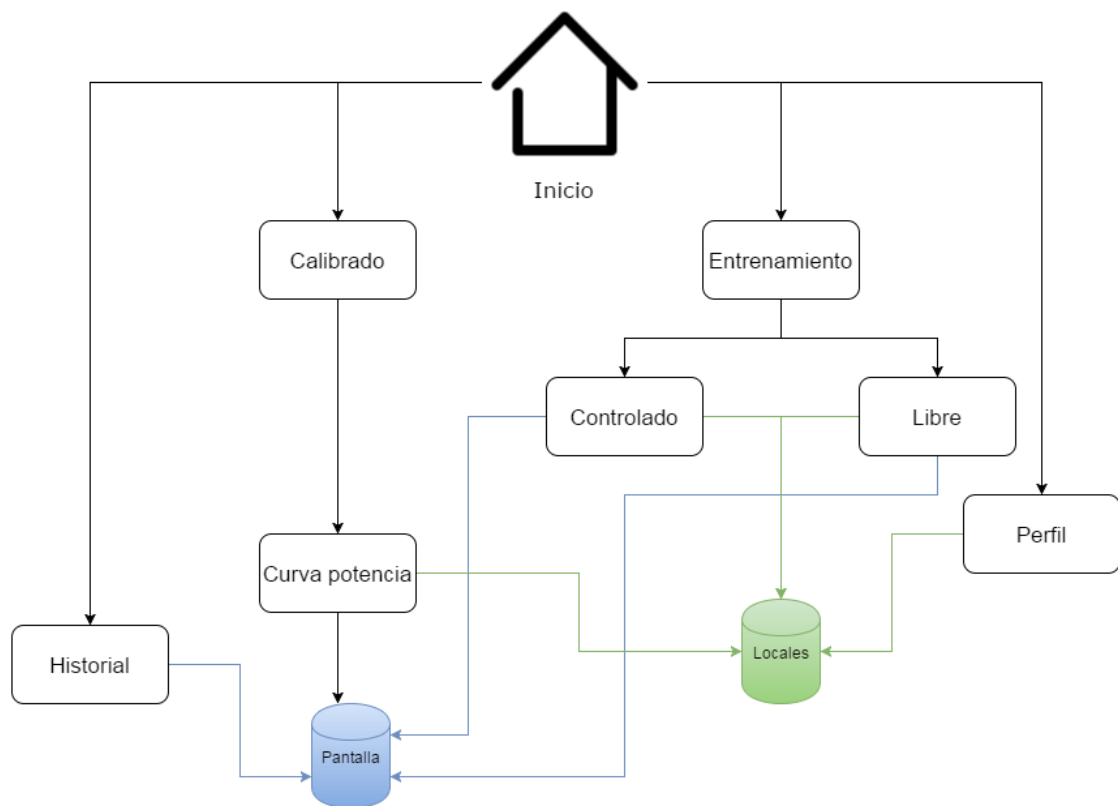 Inicio
Calibrado
Entrenamiento
Controlado
Libre
Perfil
Curva potencia
Historial
Locales
Pantalla